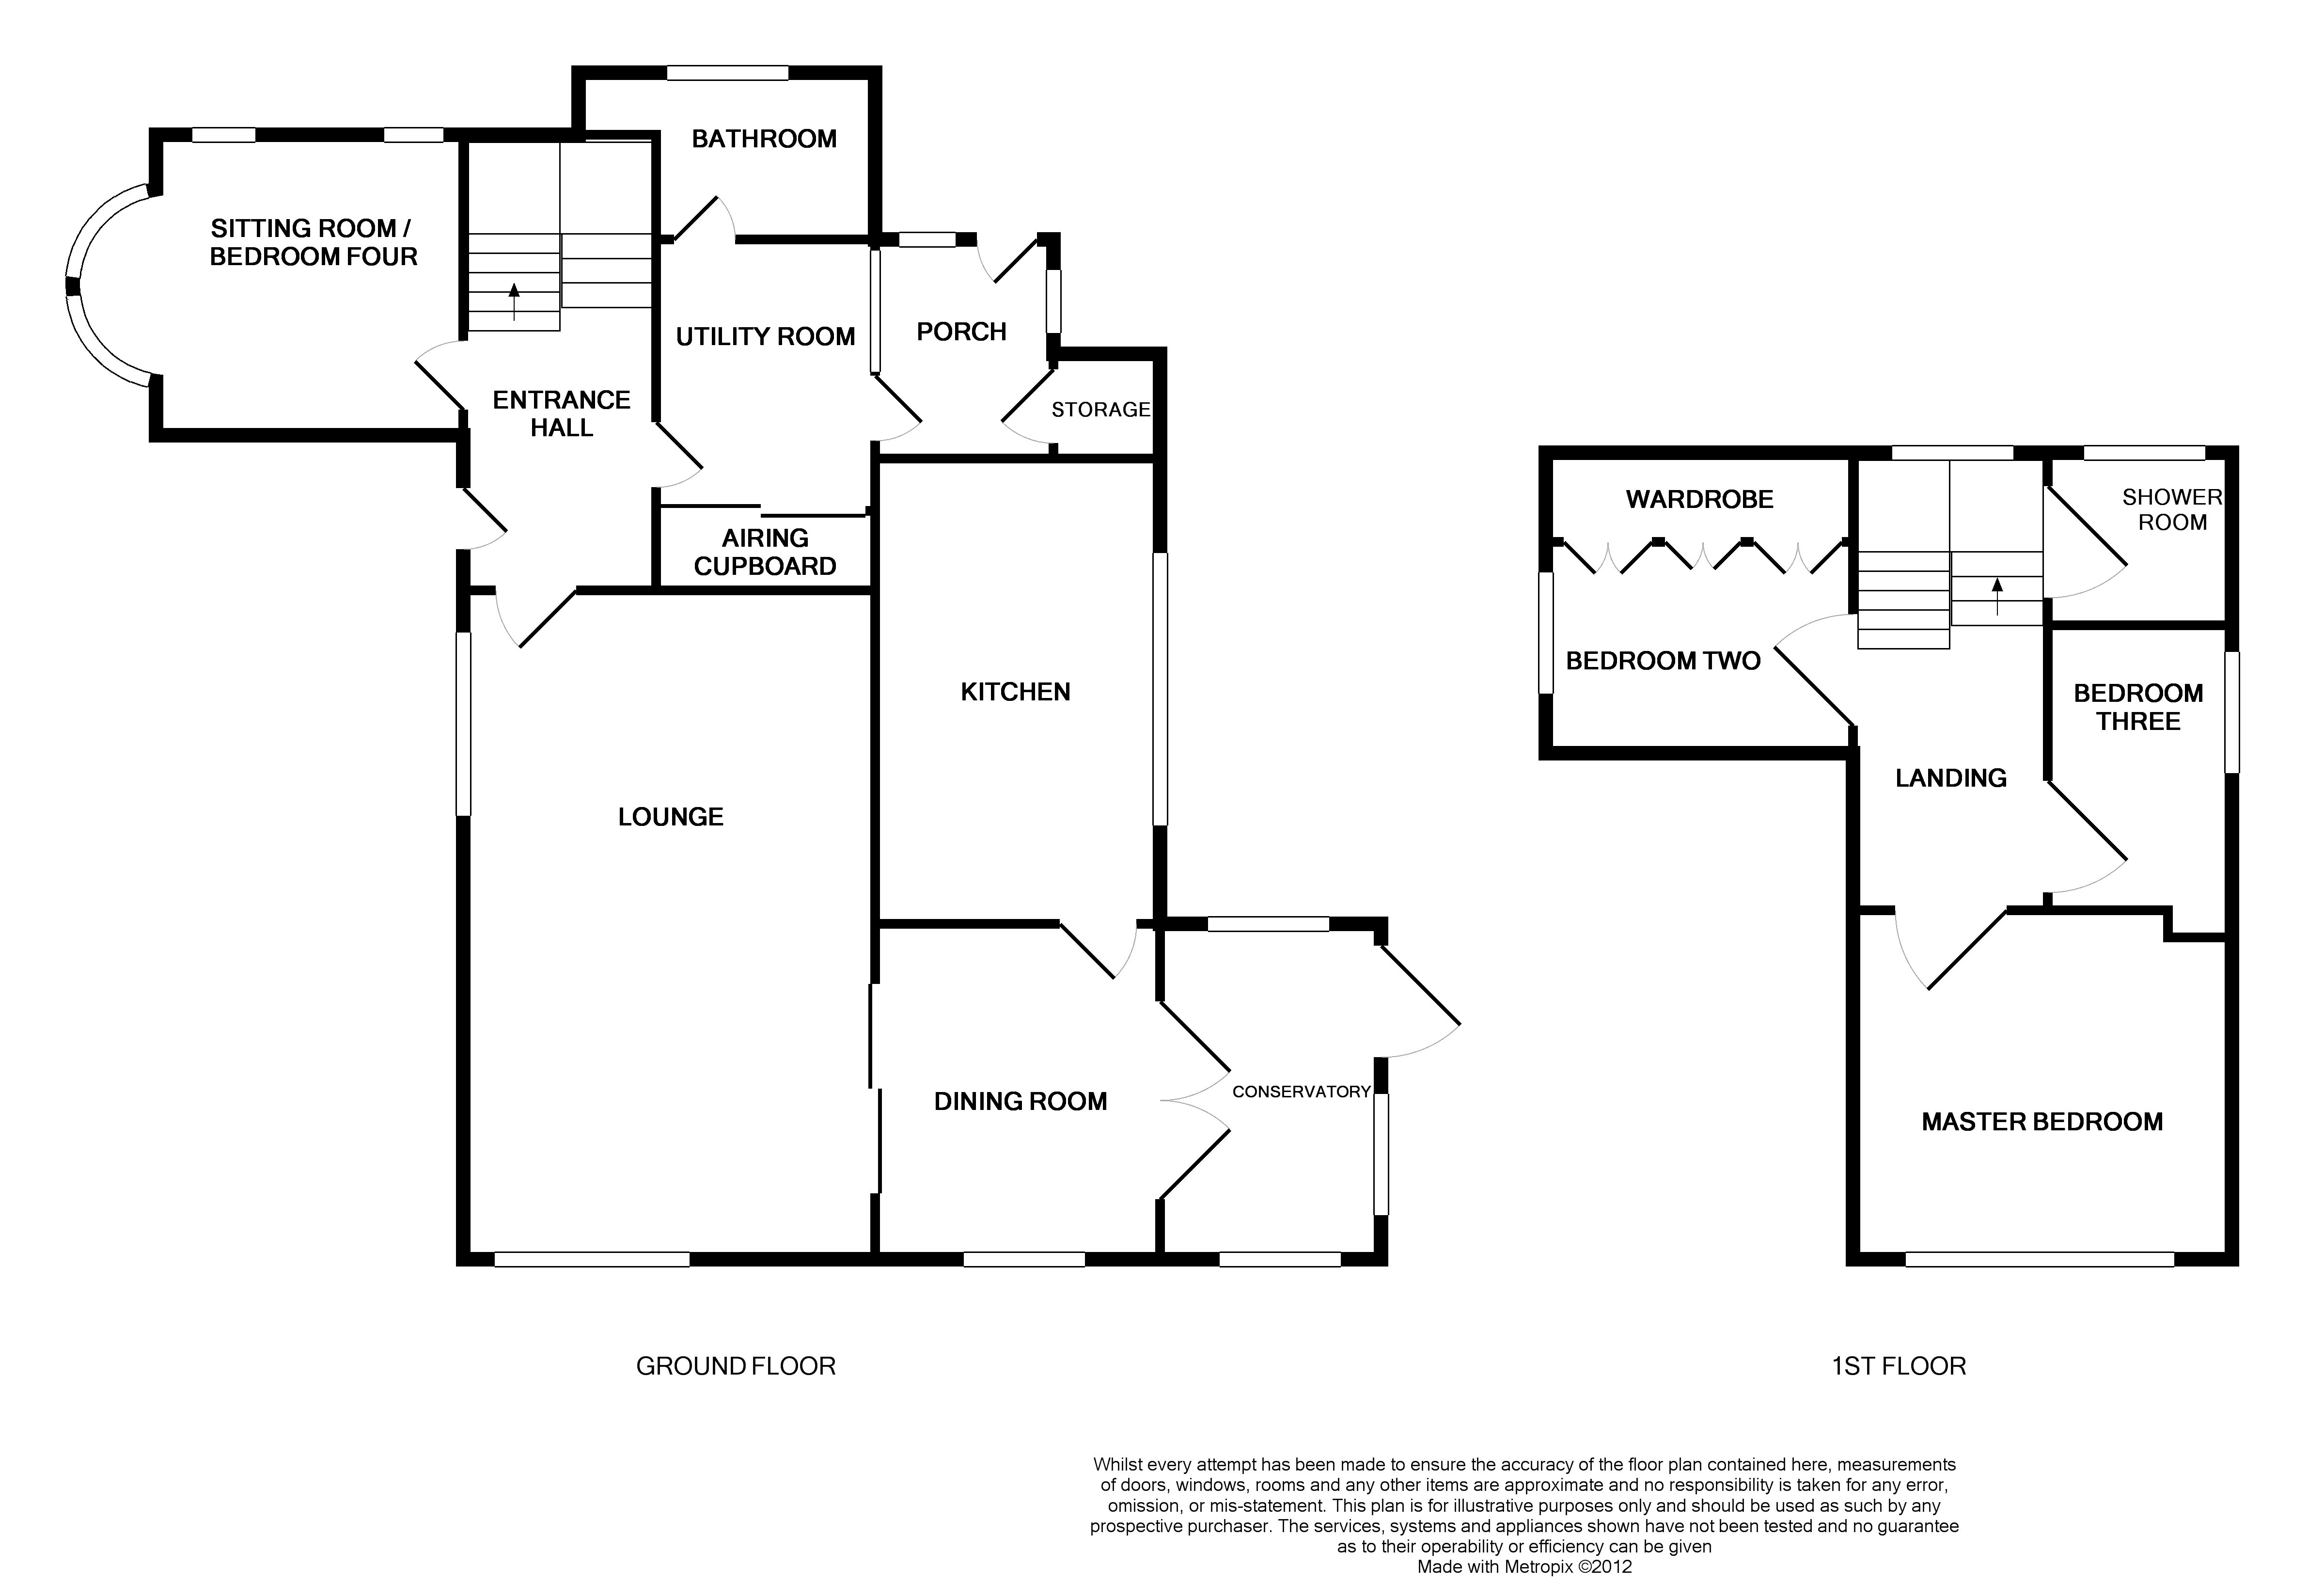 BATHROOM
SITTING ROOM /
BEDROOM FOUR
UTILITY ROOM
PORCH
ENTRANCE
HALL
STORAGE
AIRING
CUPBOARD
KITCHEN
LOUNGE
DINING ROOM
CONSERVATORY
GROUND FLOOR
WARDROBE
SHOWER
ROOM
BEDROOM TWO
BEDROOM
THREE
LANDING
MASTER BEDROOM
1ST FLOOR
Whilst every attempt has been made to ensure the accuracy of the floor plan contained here, measurements
of doors, windows, rooms and any other items are approximate and no responsibility is taken for any error,
omission, or mis-statement. This plan is for illustrative purposes only and should be used as such by any
prospective purchaser. The services, systems and appliances shown have not been tested and no guarantee
as to their operability or efficiency can be given
Made with Metropix ©2012